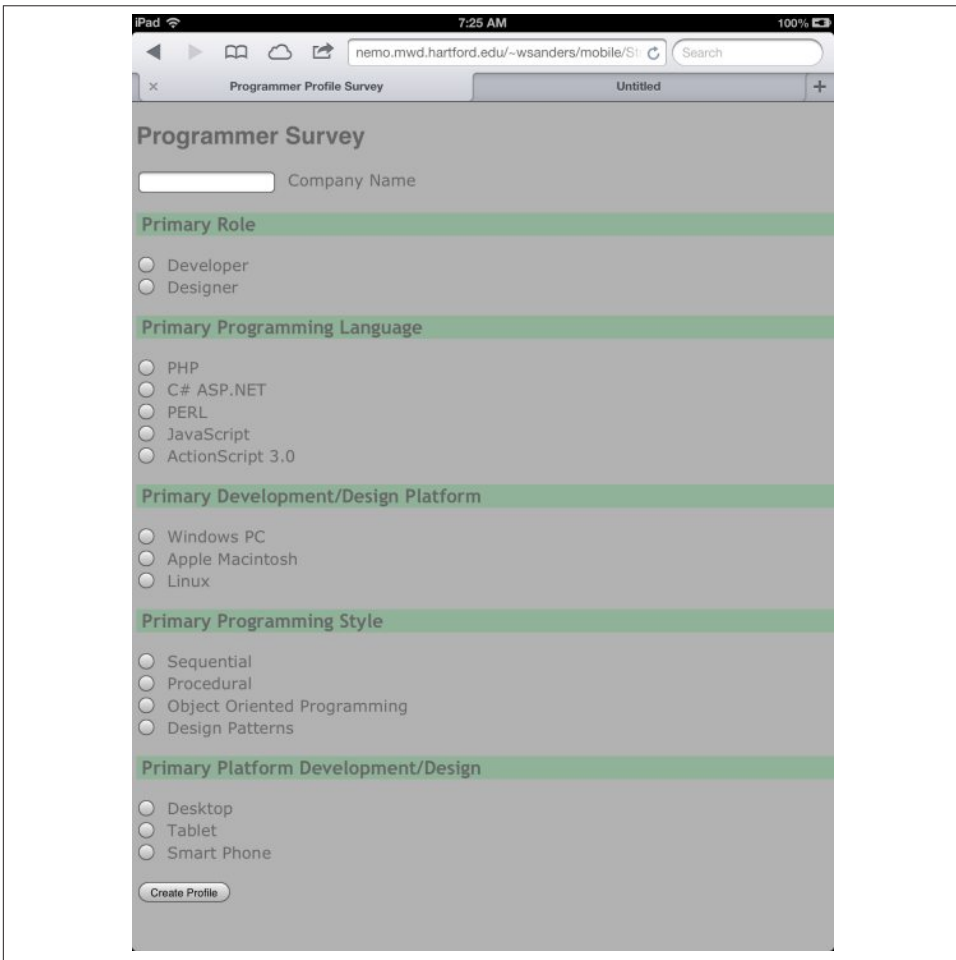 iPad 7:25 AM 100%
nemo.mwd.hartford.edu/~wsanders/mobile/St Search
Programmer Profile Survey Untitled
Programmer Survey
Company Name
Primary Role
Developer
Designer
Primary Programming Language
PHP
C# ASP.NET
PERL
JavaScript
ActionScript 3.0
Primary Development/Design Platform
Windows PC
Apple Macintosh
Linux
Primary Programming Style
Sequential
Procedural
Object Oriented Programming
Design Patterns
Primary Platform Development/Design
Desktop
Tablet
Smart Phone
Create Profile